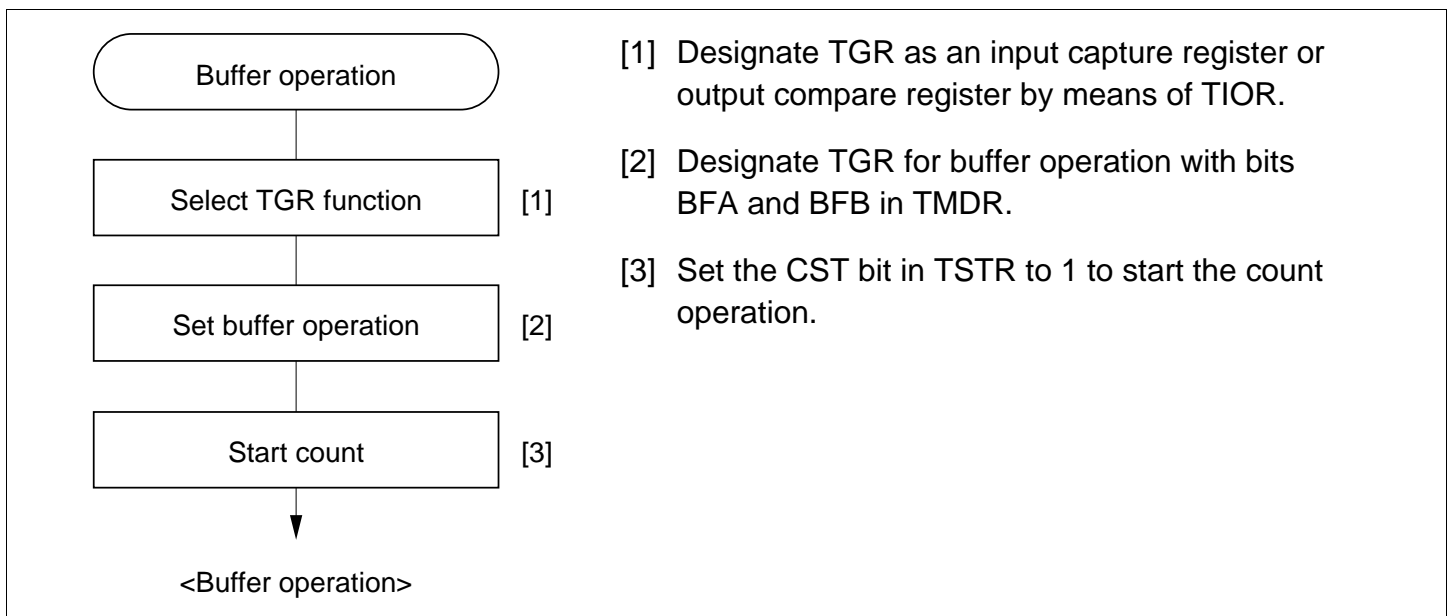 Buffer operation
Select TGR function [1]
Set buffer operation [2]
Start count [3]
<Buffer operation>
[1] Designate TGR as an input capture register or
output compare register by means of TIOR.
[2] Designate TGR for buffer operation with bits
BFA and BFB in TMDR.
[3] Set the CST bit in TSTR to 1 to start the count
operation.